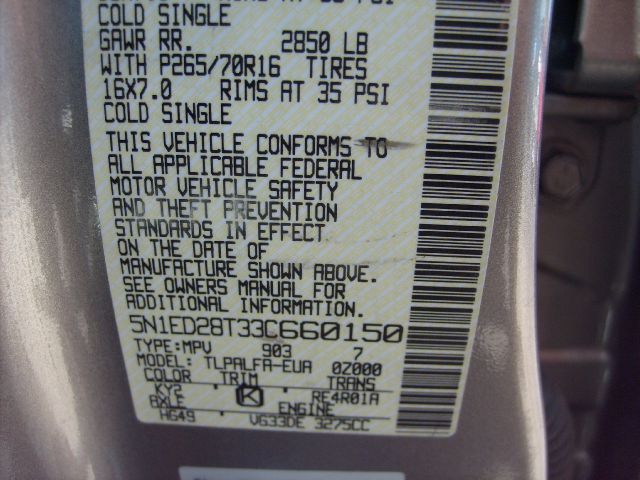 COLD SINGLE
GAWR RR. 2850 LB
WITH P265/70R16 TIRES
16X7.0 RIMS AT 35 PSI
COLD SINGLE
THIS VEHICLE CONFORMS TO
ALL APPLICABLE FEDERAL
MOTOR VEHICLE SAFETY
AND THEFT PREVENTION
STANDARDS IN EFFECT
ON THE DATE OF
MANUFACTURE SHOWN ABOVE.
SEE OWNERS MANUAL FOR
ADDITIONAL INFORMATION.
5N1ED28T33C660150
TYPE:MPV 903 7
MODEL: TLPALFA-EUA 0Z000
COLOR TRIM TRANS
KY2 K RE4R01A
AXLE ENGINE
HG49 VG33DE 3275CC